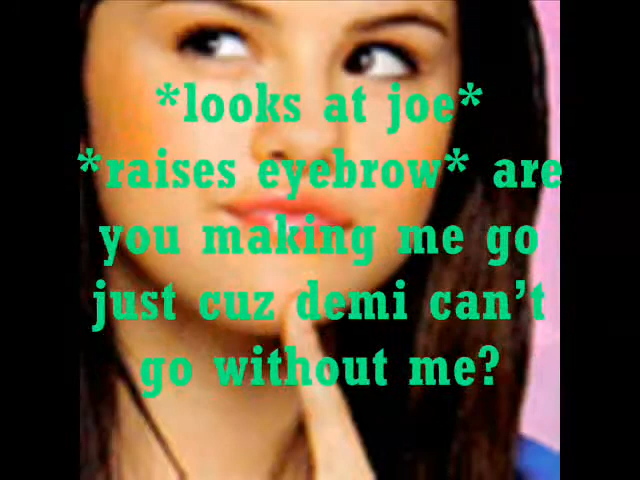 *looks at joe*
*raises eyebrow* are
you making me go
just cuz demi can't
go without me?